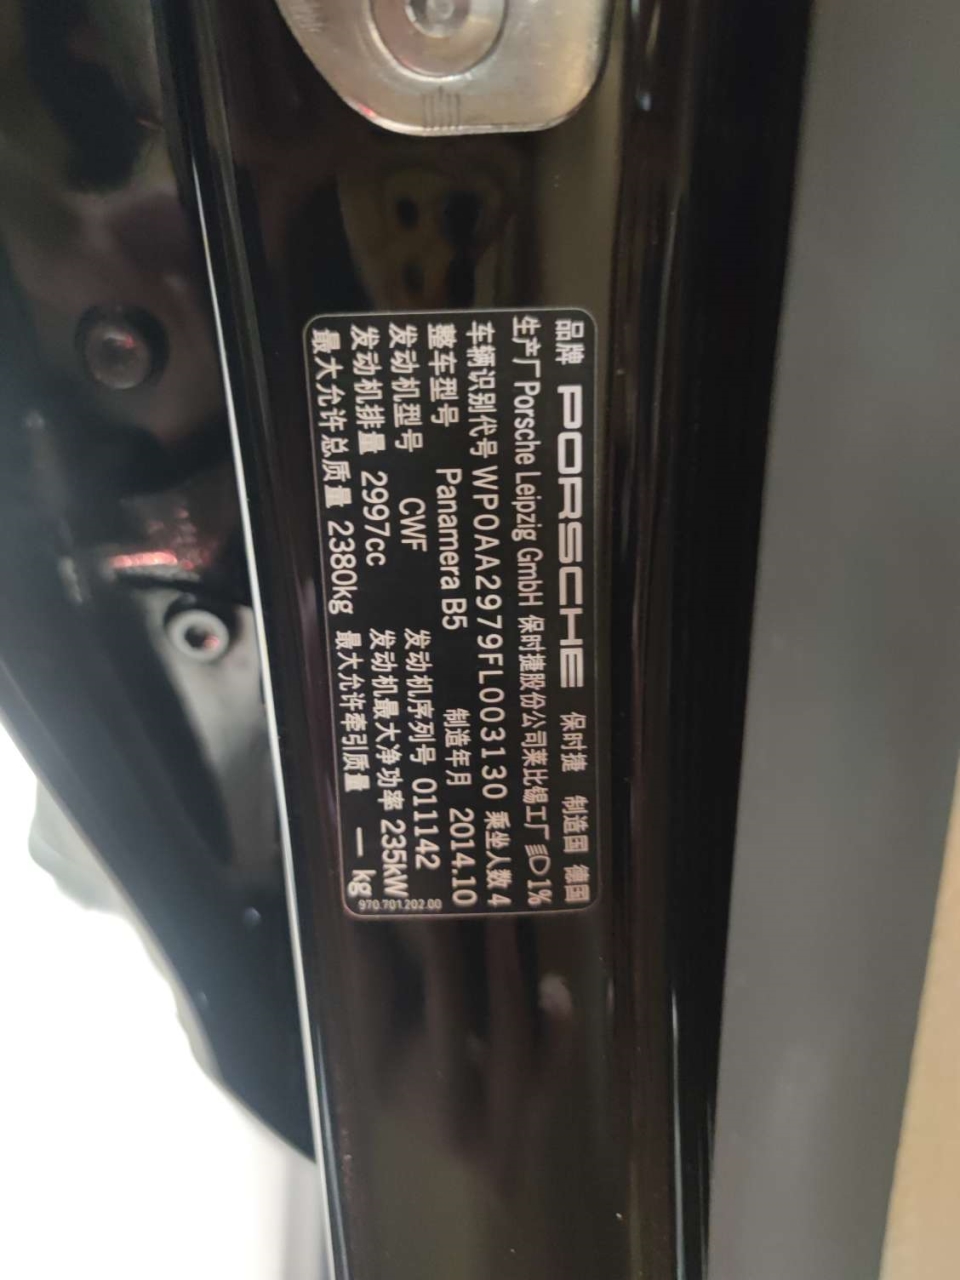 品牌 PORSCHE 保时捷 制造国 德国
生产厂 Porsche Leipzig GmbH 保时捷股份公司莱比锡工厂 1%
车辆识别代号 WP0AA2979FL003130 乘坐人数 4
整车型号 Panamera B5 制造年月 2014.10
发动机型号 CWF 发动机序列号 011142
发动机排量 2997cc 发动机最大净功率 235kW
最大允许总质量 2380kg 最大允许牵引质量 — kg
970.701.202.00